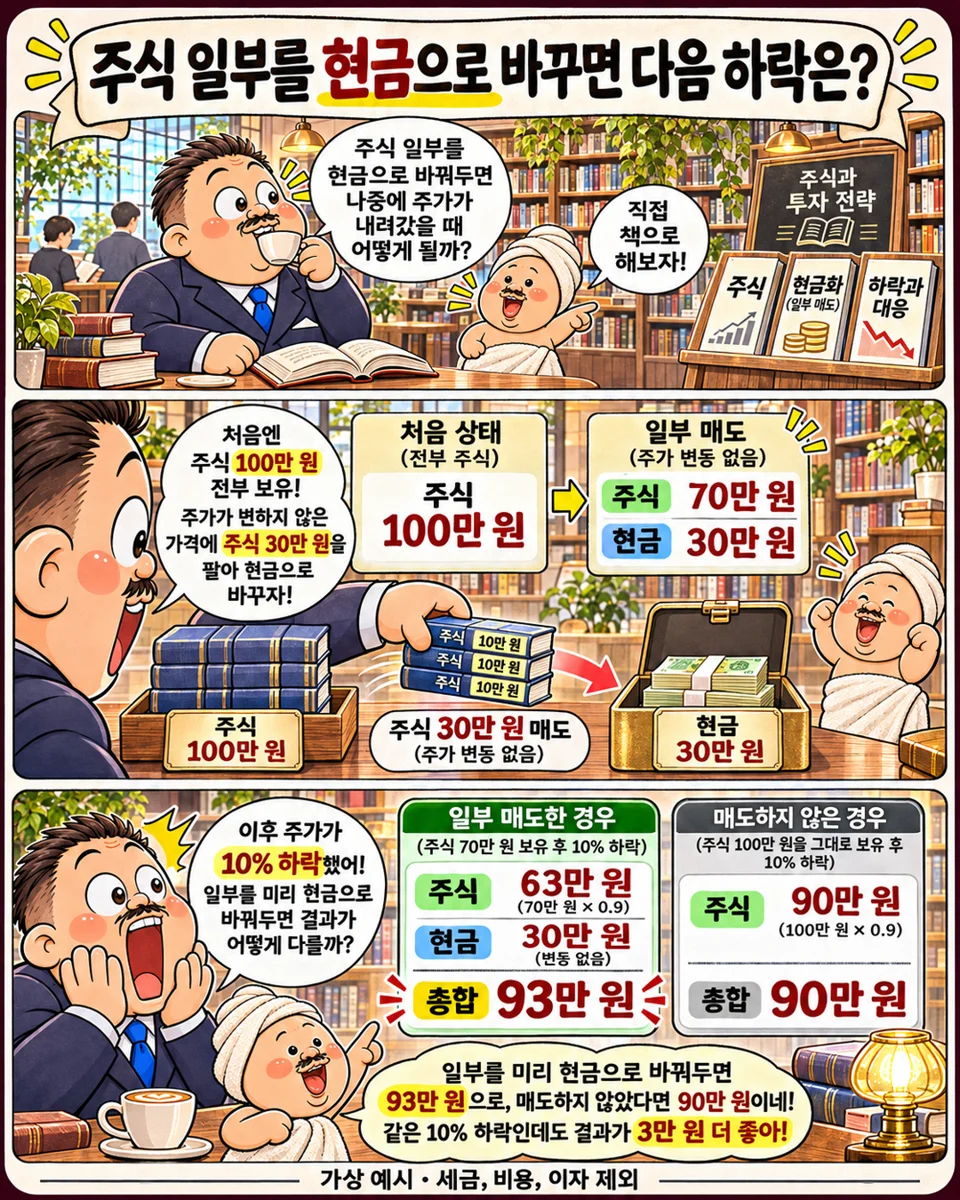 주식 일부를 현금으로 바꾸면 다음 하락은?
주식 일부를
현금으로 바꿔두면
나중에 주가가
내려갔을 때
어떻게 될까?
직접
책으로
해보자!
주식과
투자 전략
주식
현금화
(일부 매도)
하락과
대응
처음엔
주식 100만 원
전부 보유!
주가가 변하지 않은
가격에 주식 30만 원을
팔아 현금으로
바꾸자!
처음 상태
(전부 주식)
주식
100만 원
일부 매도
(주가 변동 없음)
주식 70만 원
현금 30만 원
주식 10만 원
주식 10만 원
주식 10만 원
주식
100만 원
주식 30만 원 매도
(주가 변동 없음)
현금
30만 원
이후 주가가
10% 하락했어!
일부를 미리 현금으로
바꿔두면 결과가
어떻게 다를까?
일부 매도한 경우
(주식 70만 원 보유 후 10% 하락)
주식 63만 원
(70만 원 × 0.9)
현금 30만 원
(변동 없음)
총합 93만 원
매도하지 않은 경우
(주식 100만 원을 그대로 보유 후
10% 하락)
주식 90만 원
(100만 원 × 0.9)
총합 90만 원
일부를 미리 현금으로 바꿔두면
93만 원으로, 매도하지 않았다면 90만 원이네!
같은 10% 하락인데도 결과가 3만 원 더 좋아!
가상 예시 · 세금, 비용, 이자 제외